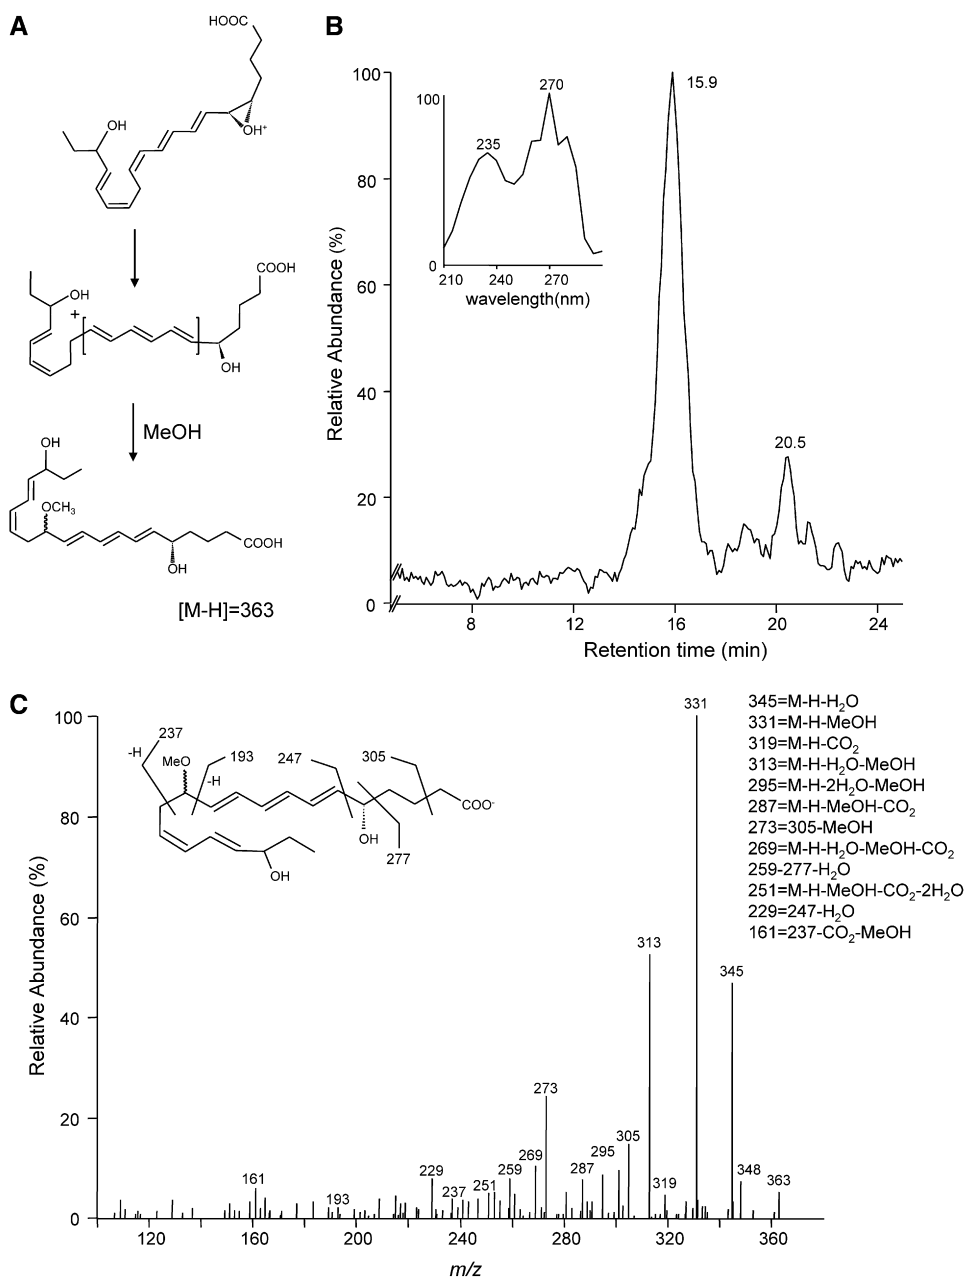 A
HOOC
OH
OH+
COOH
OH
+
OH
MeOH
OH
OCH3
COOH
OH
[M-H]=363
B
Relative Abundance (%)
100
80
60
40
20
0
15.9
20.5
100
0
270
235
210
240
270
wavelength(nm)
8
12
16
20
24
Retention time (min)
C
Relative Abundance (%)
100
80
60
40
20
0
237
-H
MeO
193
-H
247
305
COO-
OH
277
OH
331
345=M-H-H2O
331=M-H-MeOH
319=M-H-CO2
313=M-H-H2O-MeOH
295=M-H-2H2O-MeOH
287=M-H-MeOH-CO2
273=305-MeOH
269=M-H-H2O-MeOH-CO2
259-277-H2O
251=M-H-MeOH-CO2-2H2O
229=247-H2O
161=237-CO2-MeOH
313
345
273
305
295
269
259
287
229
251
237
161
193
319
348
363
120
160
200
240
280
320
360
m/z